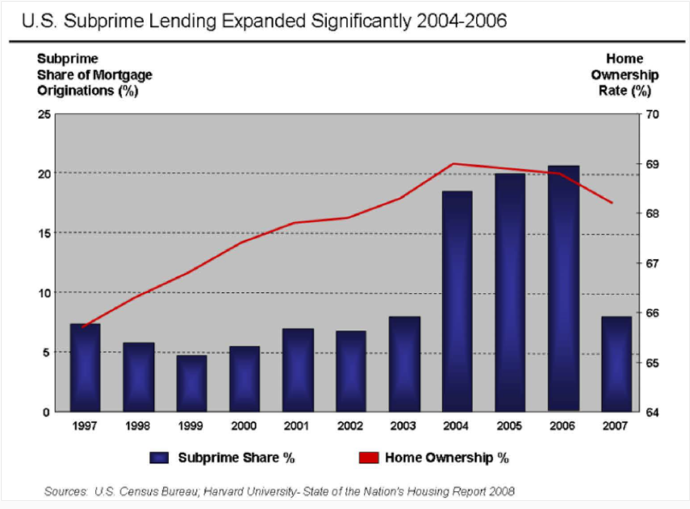 U.S. Subprime Lending Expanded Significantly 2004-2006
Subprime
Share of Mortgage
Originations (%)
Home
Ownership
Rate (%)
25
20
15
10
5
0
70
69
68
67
66
65
64
1997 1998 1999 2000 2001 2002 2003 2004 2005 2006 2007
Subprime Share % Home Ownership %
Sources: U.S. Census Bureau; Harvard University- State of the Nation's Housing Report 2008